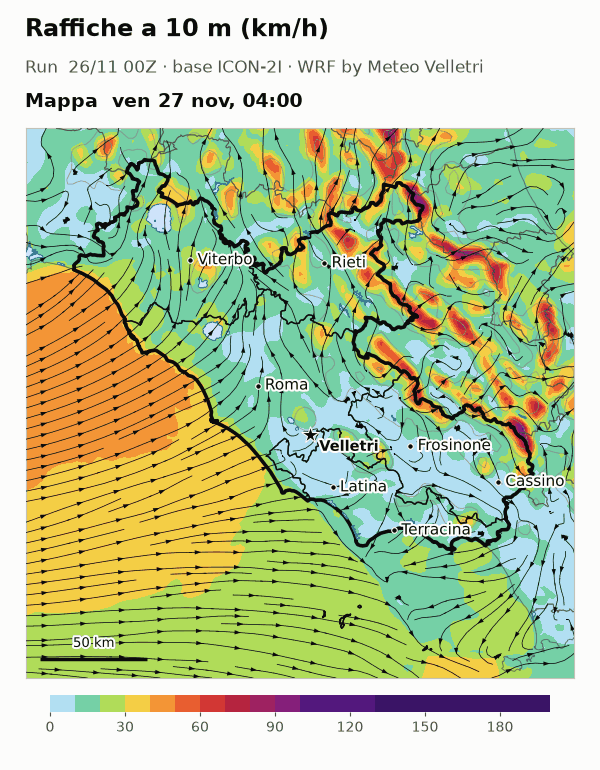 Raffiche a 10 m (km/h)
Run 26/11 00Z · base ICON-2I · WRF by Meteo Velletri
Mappa ven 27 nov, 04:00
Viterbo
Rieti
Roma
Velletri
Frosinone
Latina
Cassino
Terracina
50 km
0 30 60 90 120 150 180